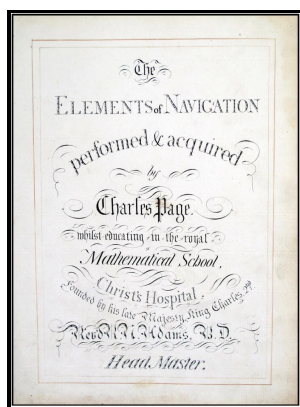 The
ELEMENTS of NAVIGATION
performed & acquired
by
Charles Page.
whilst educating in the royal
Mathematical School,
Christ's Hospital,
Founded by his late Majesty, King Charles, 2nd
Adams,
Head Master.